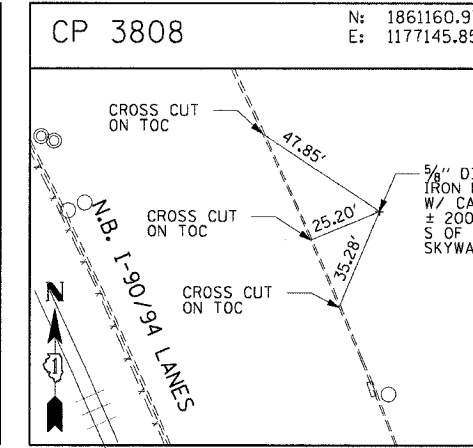 CP 3808
N: 1861160.9
E: 1177145.85
CROSS CUT
ON TOC
47.85'
5/8" D
IRON
W/ CA
± 200
S OF
SKYWA
CROSS CUT
ON TOC
25.20'
35.28'
N.B. I-90/94 LANES
CROSS CUT
ON TOC
N
1